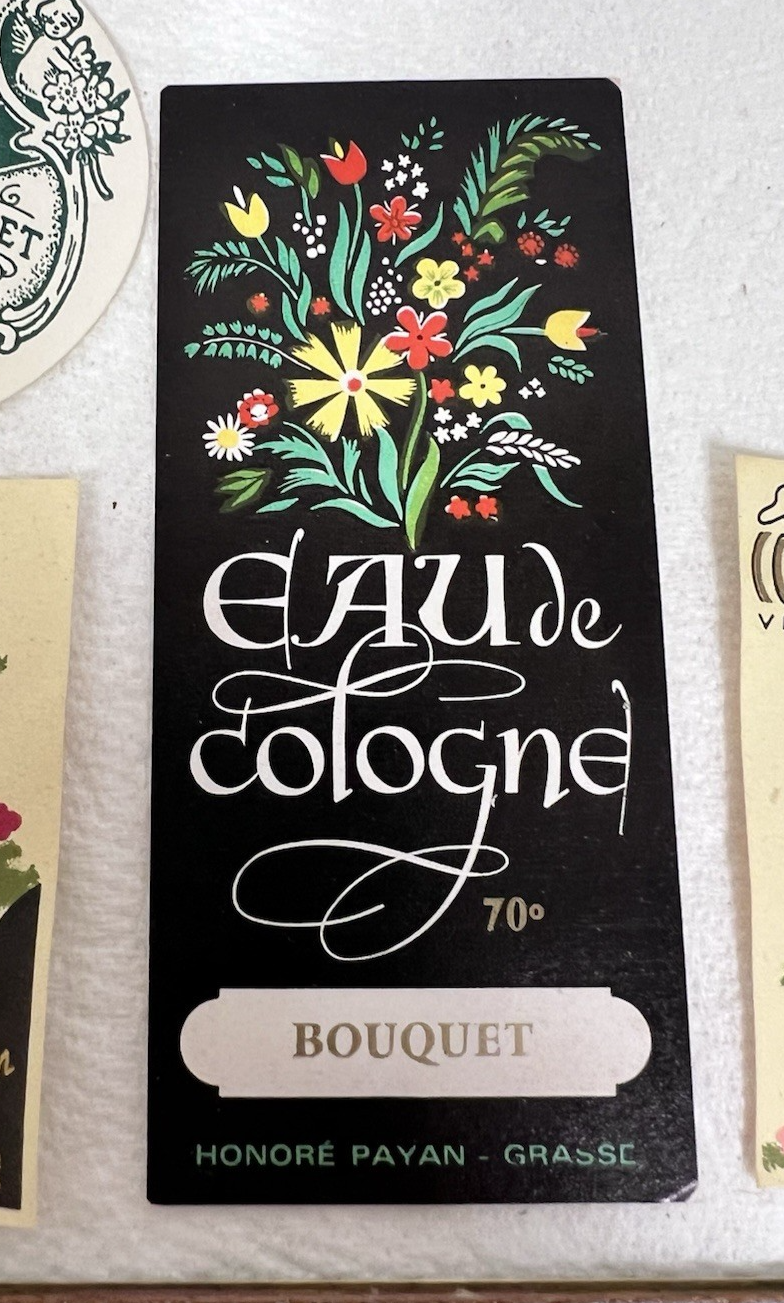 EAU de
cologne
70°
BOUQUET
HONORÉ PAYAN - GRASSE